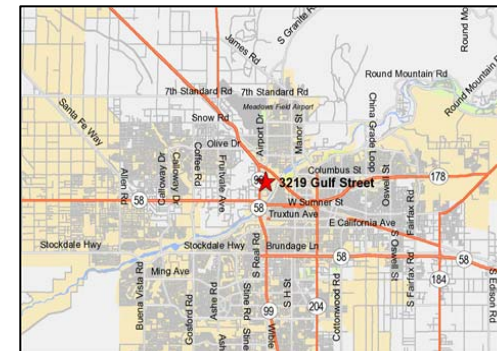 S Granite Rd
James Rd
Round Mountain Rd
7th Standard Rd
7th Standard Rd
Meadows Field Airport
Santa Fe Way
Snow Rd
Airport Dr
Manor St
China Grade Loop
Round Mountain
Olive Dr
Allen Rd
Calloway Dr
Calloway Dr
Coffee Rd
Fruitvale Ave
Columbus St
Oswell St
178
99
3219 Gulf Street
58
58
W Sumner St
Truxtun Ave
E California Ave
Fairfax Rd
Stockdale Hwy
Stockdale Hwy
Brundage Ln
58
58
Ming Ave
Buena Vista Rd
Gosford Rd
Ashe Rd
Stine Rd
S Real Rd
S H St
Cottonwood Rd
S Oswell St
S Fairfax Rd
S Edison Rd
184
99
204
Wible